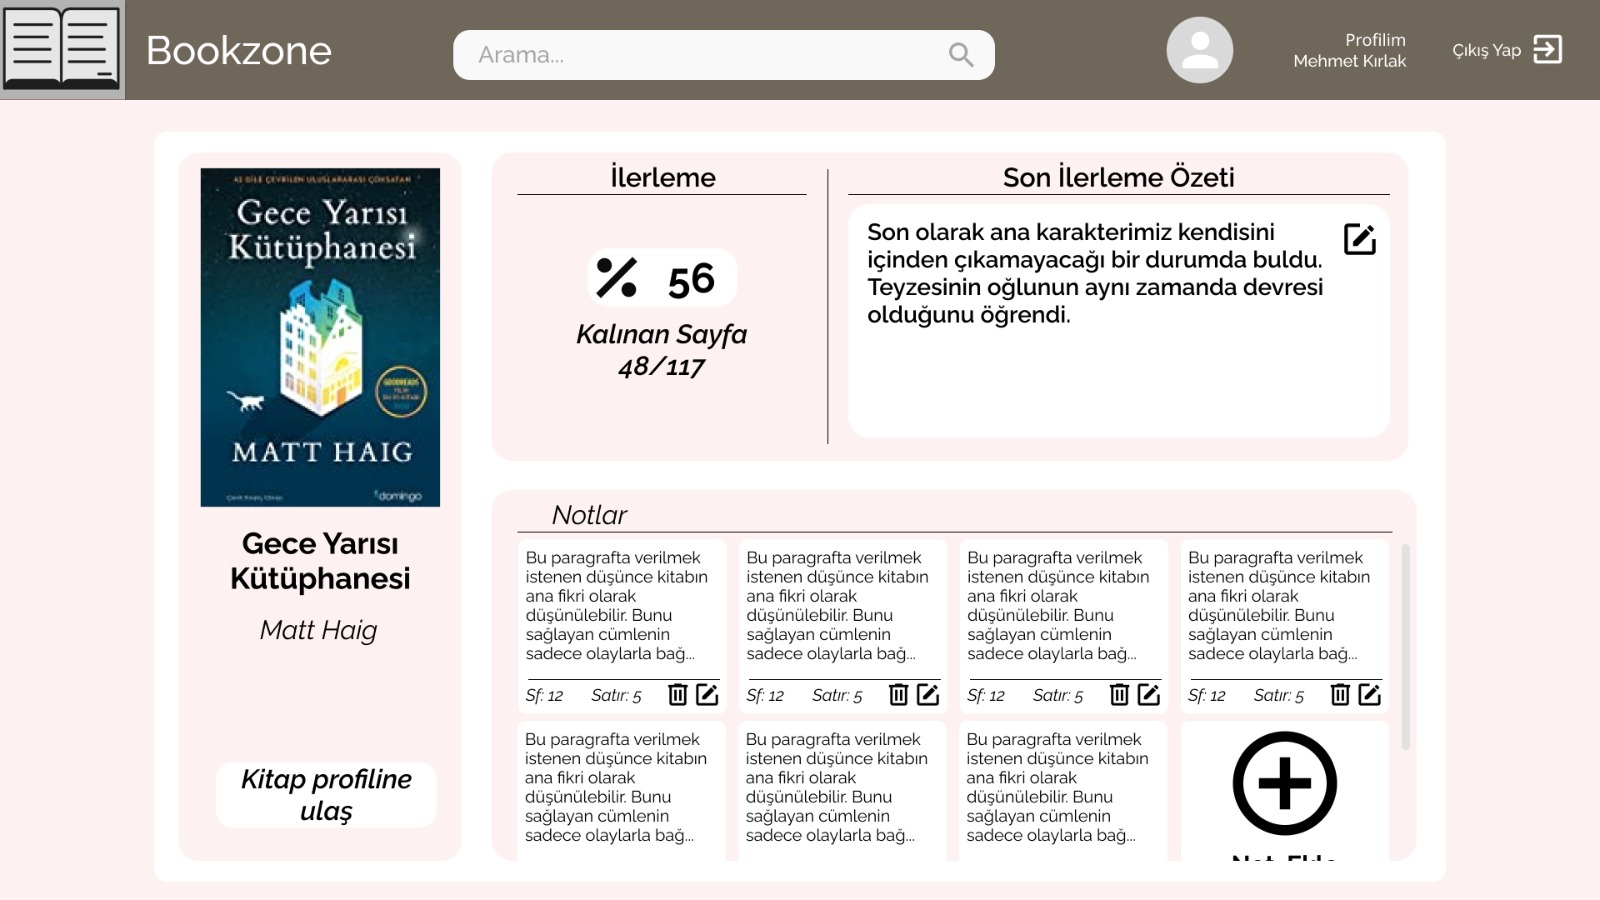 Bookzone
Arama...
Profilim
Mehmet Kırlak
Çıkış Yap
42 DİLE ÇEVRİLEN ULUSLARARASI ÇOKSATAN
Gece Yarısı
Kütüphanesi
GOODREADS
MATT HAIG
domingo
Gece Yarısı
Kütüphanesi
Matt Haig
Kitap profiline
ulaş
İlerleme
% 56
Kalınan Sayfa
48/117
Son İlerleme Özeti
Son olarak ana karakterimiz kendisini
içinden çıkamayacağı bir durumda buldu.
Teyzesinin oğlunun aynı zamanda devresi
olduğunu öğrendi.
Notlar
Bu paragrafta verilmek
istenen düşünce kitabın
ana fikri olarak
düşünülebilir. Bunu
sağlayan cümlenin
sadece olaylarla bağ...
Sf: 12 Satır: 5
Bu paragrafta verilmek
istenen düşünce kitabın
ana fikri olarak
düşünülebilir. Bunu
sağlayan cümlenin
sadece olaylarla bağ...
Sf: 12 Satır: 5
Bu paragrafta verilmek
istenen düşünce kitabın
ana fikri olarak
düşünülebilir. Bunu
sağlayan cümlenin
sadece olaylarla bağ...
Sf: 12 Satır: 5
Bu paragrafta verilmek
istenen düşünce kitabın
ana fikri olarak
düşünülebilir. Bunu
sağlayan cümlenin
sadece olaylarla bağ...
Sf: 12 Satır: 5
Bu paragrafta verilmek
istenen düşünce kitabın
ana fikri olarak
düşünülebilir. Bunu
sağlayan cümlenin
sadece olaylarla bağ...
Bu paragrafta verilmek
istenen düşünce kitabın
ana fikri olarak
düşünülebilir. Bunu
sağlayan cümlenin
sadece olaylarla bağ...
Bu paragrafta verilmek
istenen düşünce kitabın
ana fikri olarak
düşünülebilir. Bunu
sağlayan cümlenin
sadece olaylarla bağ...
Not Ekle